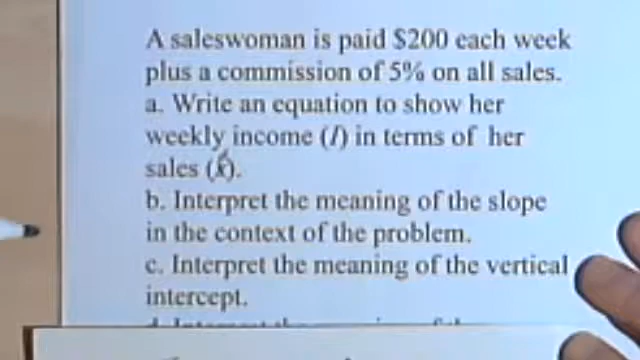 A saleswoman is paid $200 each week
plus a commission of 5% on all sales.
a. Write an equation to show her
weekly income (I) in terms of her
sales ().
b. Interpret the meaning of the slope
in the context of the problem.
c. Interpret the meaning of the vertical
intercept.